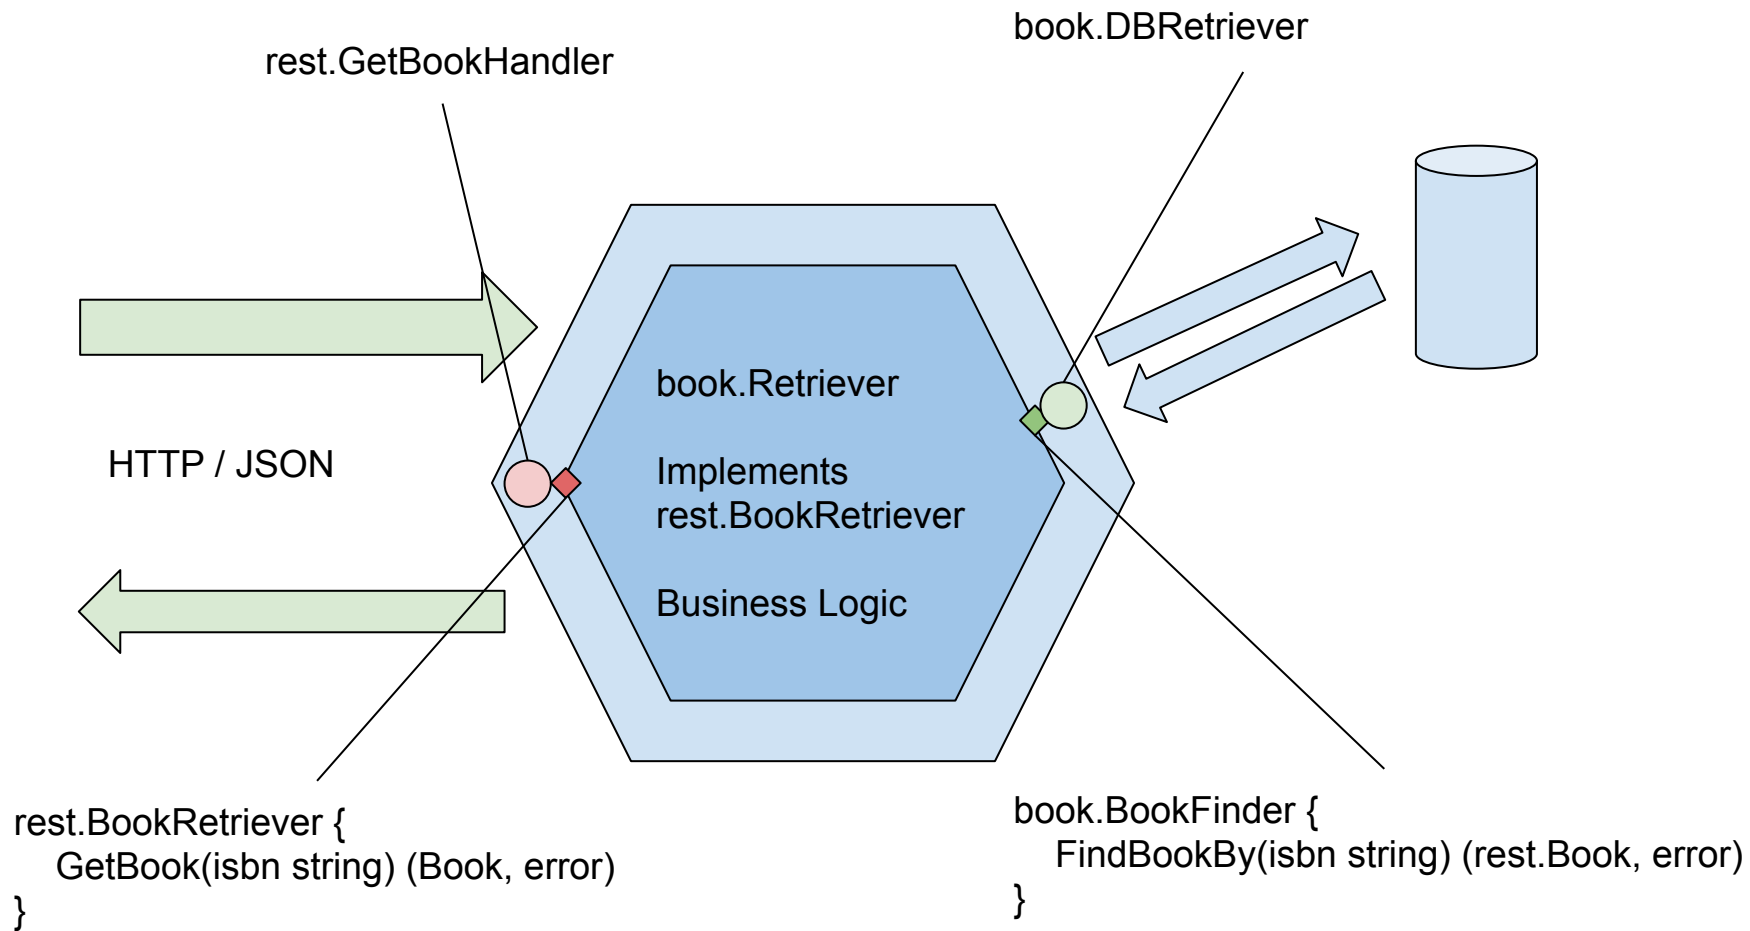 book.DBRetriever
rest.GetBookHandler
book.Retriever
HTTP / JSON
Implements
rest.BookRetriever
Business Logic
rest.BookRetriever {
GetBook(isbn string) (Book, error)
}
book.BookFinder {
FindBookBy(isbn string) (rest.Book, error)
}